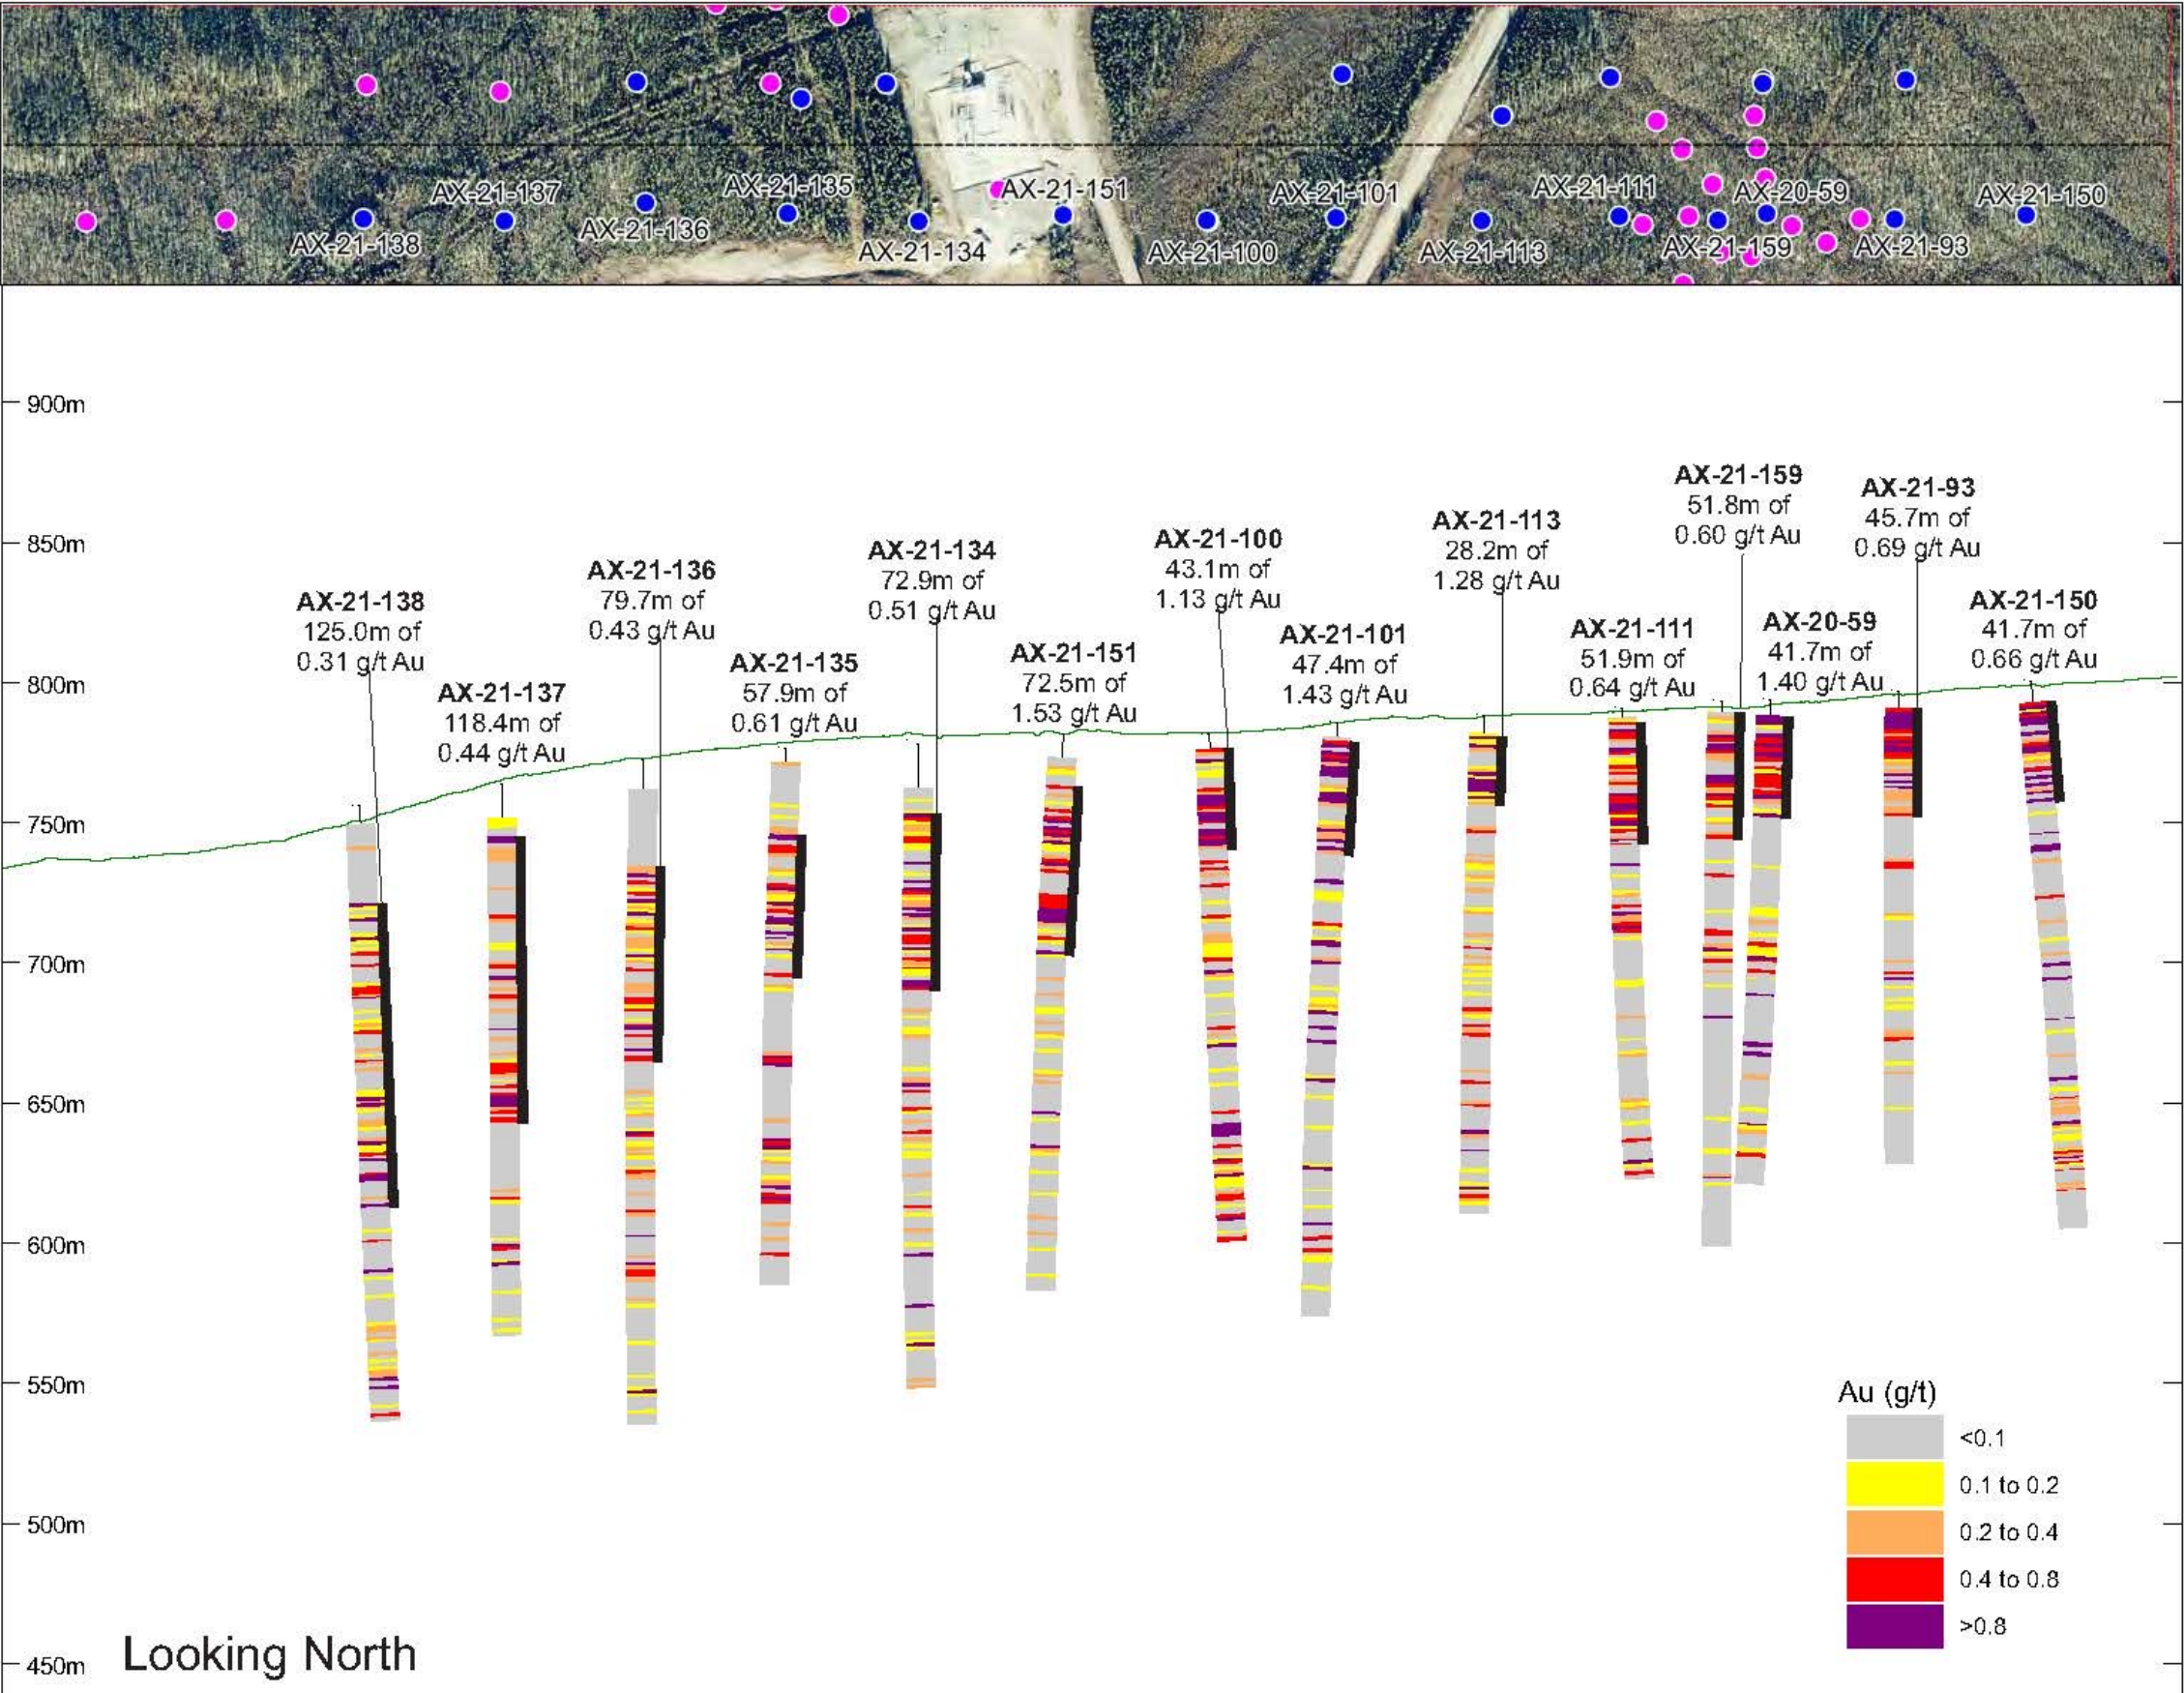 AX-21-137
AX-21-135
AX-21-151
AX-21-101
AX-21-111
AX-20-59
AX-21-150
AX-21-138
AX-21-136
AX-21-134
AX-21-100
AX-21-113
AX-21-159
AX-21-93
900m
850m
800m
750m
700m
650m
600m
550m
500m
450m
AX-21-138
125.0m of
0.31 g/t Au
AX-21-137
118.4m of
0.44 g/t Au
AX-21-136
79.7m of
0.43 g/t Au
AX-21-135
57.9m of
0.61 g/t Au
AX-21-134
72.9m of
0.51 g/t Au
AX-21-151
72.5m of
1.53 g/t Au
AX-21-100
43.1m of
1.13 g/t Au
AX-21-101
47.4m of
1.43 g/t Au
AX-21-113
28.2m of
1.28 g/t Au
AX-21-111
51.9m of
0.64 g/t Au
AX-21-159
51.8m of
0.60 g/t Au
AX-20-59
41.7m of
1.40 g/t Au
AX-21-93
45.7m of
0.69 g/t Au
AX-21-150
41.7m of
0.66 g/t Au
Au (g/t)
<0.1
0.1 to 0.2
0.2 to 0.4
0.4 to 0.8
>0.8
Looking North